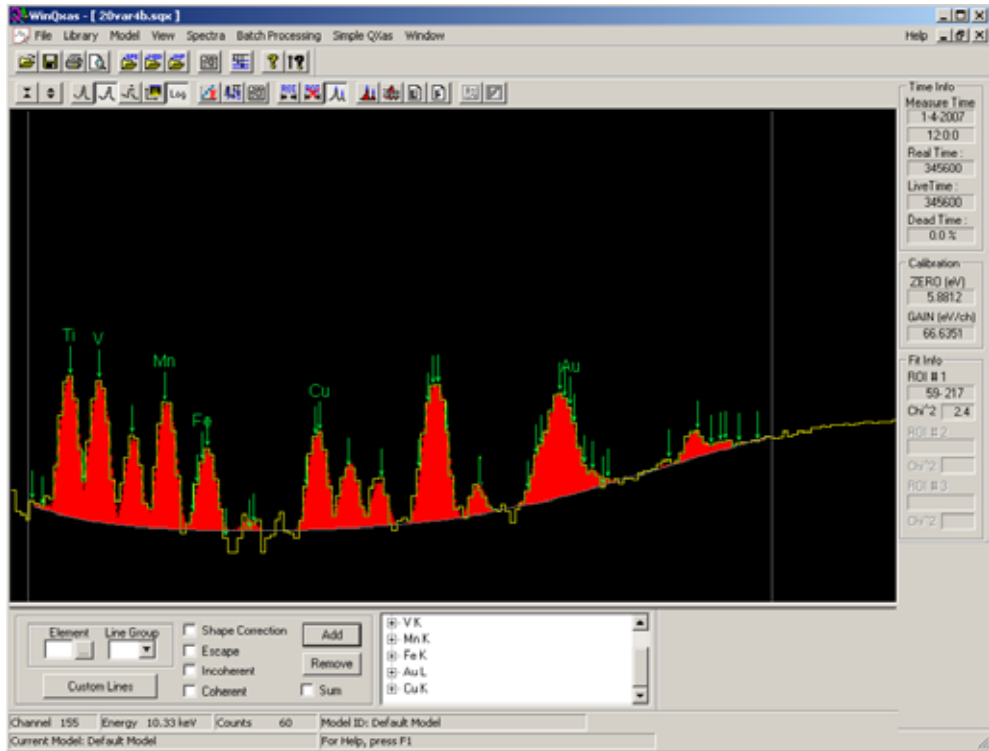 WinQxas - [ 20var4b.sqx ]
File Library Model View Spectra Batch Processing Simple QXas Window Help
Log
Time Info
Measure Time
1-4-2007
12:0:0
Real Time :
345600
LiveTime :
345600
Dead Time :
0.0 %
Calibration
ZERO (eV)
5.8812
GAIN (eV/ch)
66.6351
Fit Info
ROI # 1
59- 217
Chi^2 2.4
ROI # 2
Chi^2
ROI # 3
Chi^2
Ti V
Mn
Fe
Cu
Au
Element Line Group
Custom Lines
Shape Correction
Escape
Incoherent
Coherent
Add
Remove
Sum
V K
Mn K
Fe K
Au L
Cu K
Channel 155 Energy 10.33 keV Counts 60 Model ID: Default Model
Current Model: Default Model For Help, press F1